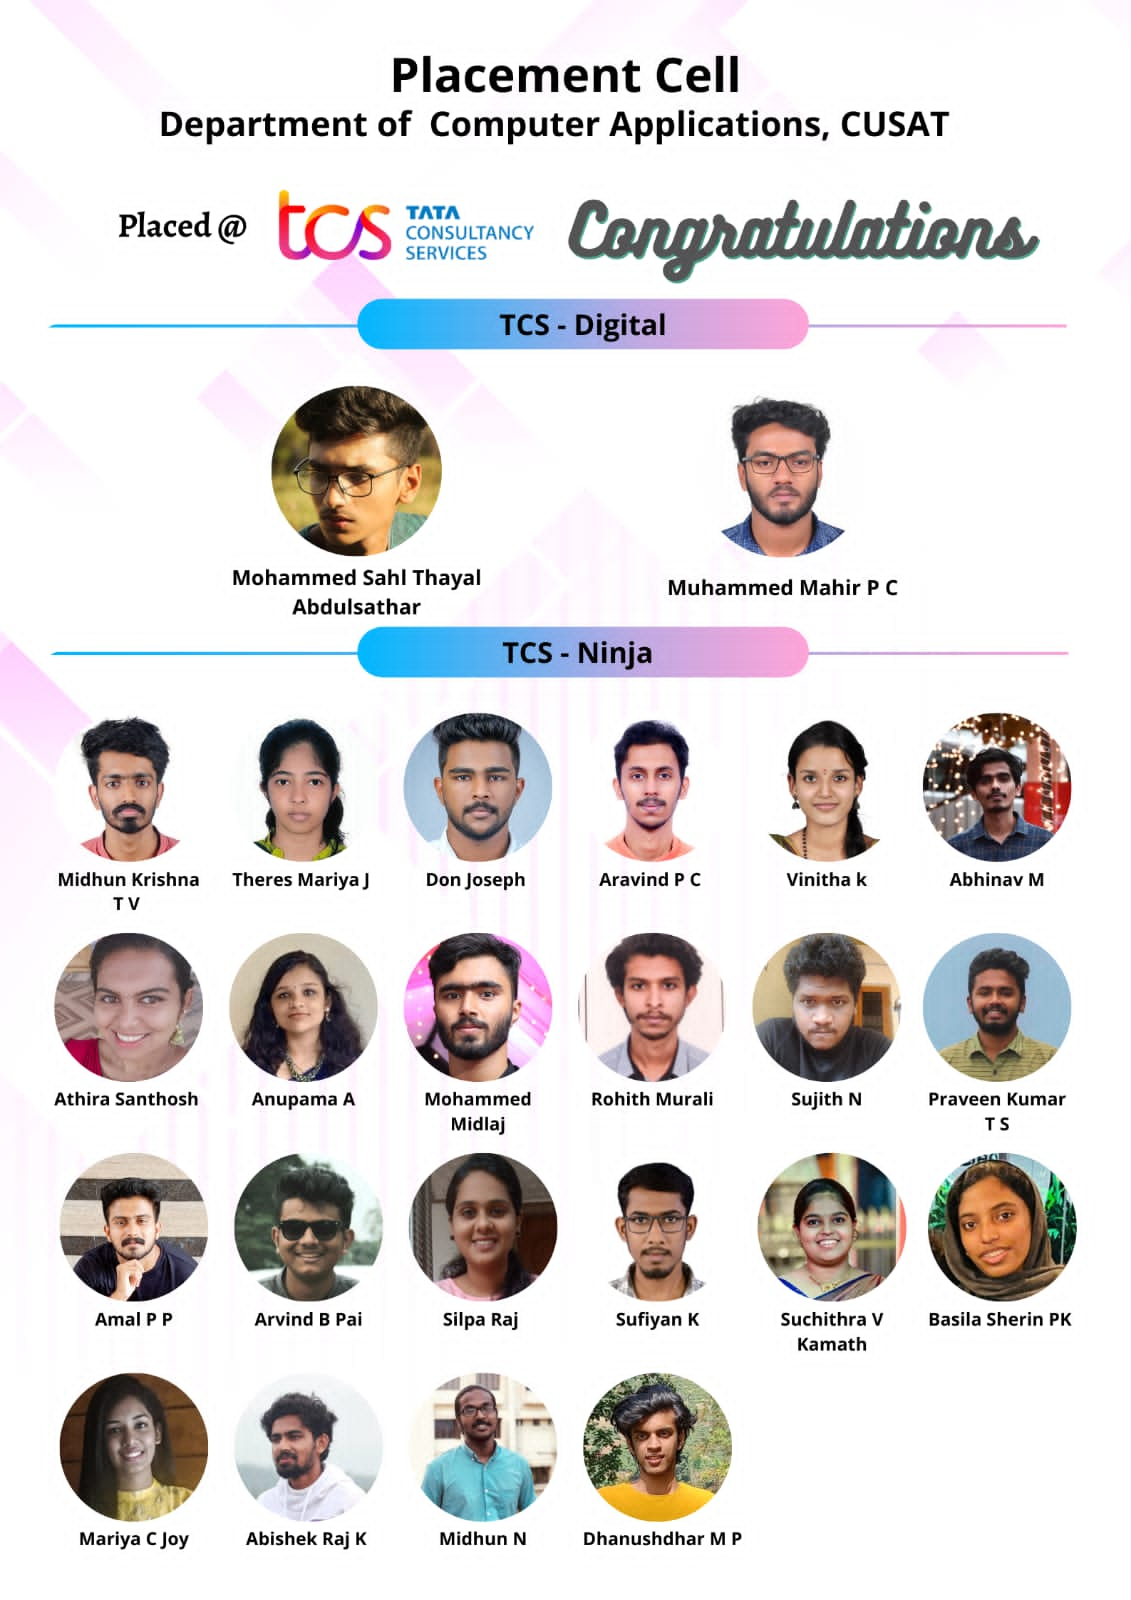 Placement Cell
Department of Computer Applications, CUSAT
Placed @
tcs
TATA
CONSULTANCY
SERVICES
Congratulations
TCS - Digital
Mohammed Sahl Thayal
Abdulsathar
Muhammed Mahir P C
TCS - Ninja
Midhun Krishna
T V
Theres Mariya J
Don Joseph
Aravind P C
Vinitha k
Abhinav M
Athira Santhosh
Anupama A
Mohammed
Midlaj
Rohith Murali
Sujith N
Praveen Kumar
T S
Amal P P
Arvind B Pai
Silpa Raj
Sufiyan K
Suchithra V
Kamath
Basila Sherin PK
Mariya C Joy
Abishek Raj K
Midhun N
Dhanushdhar M P